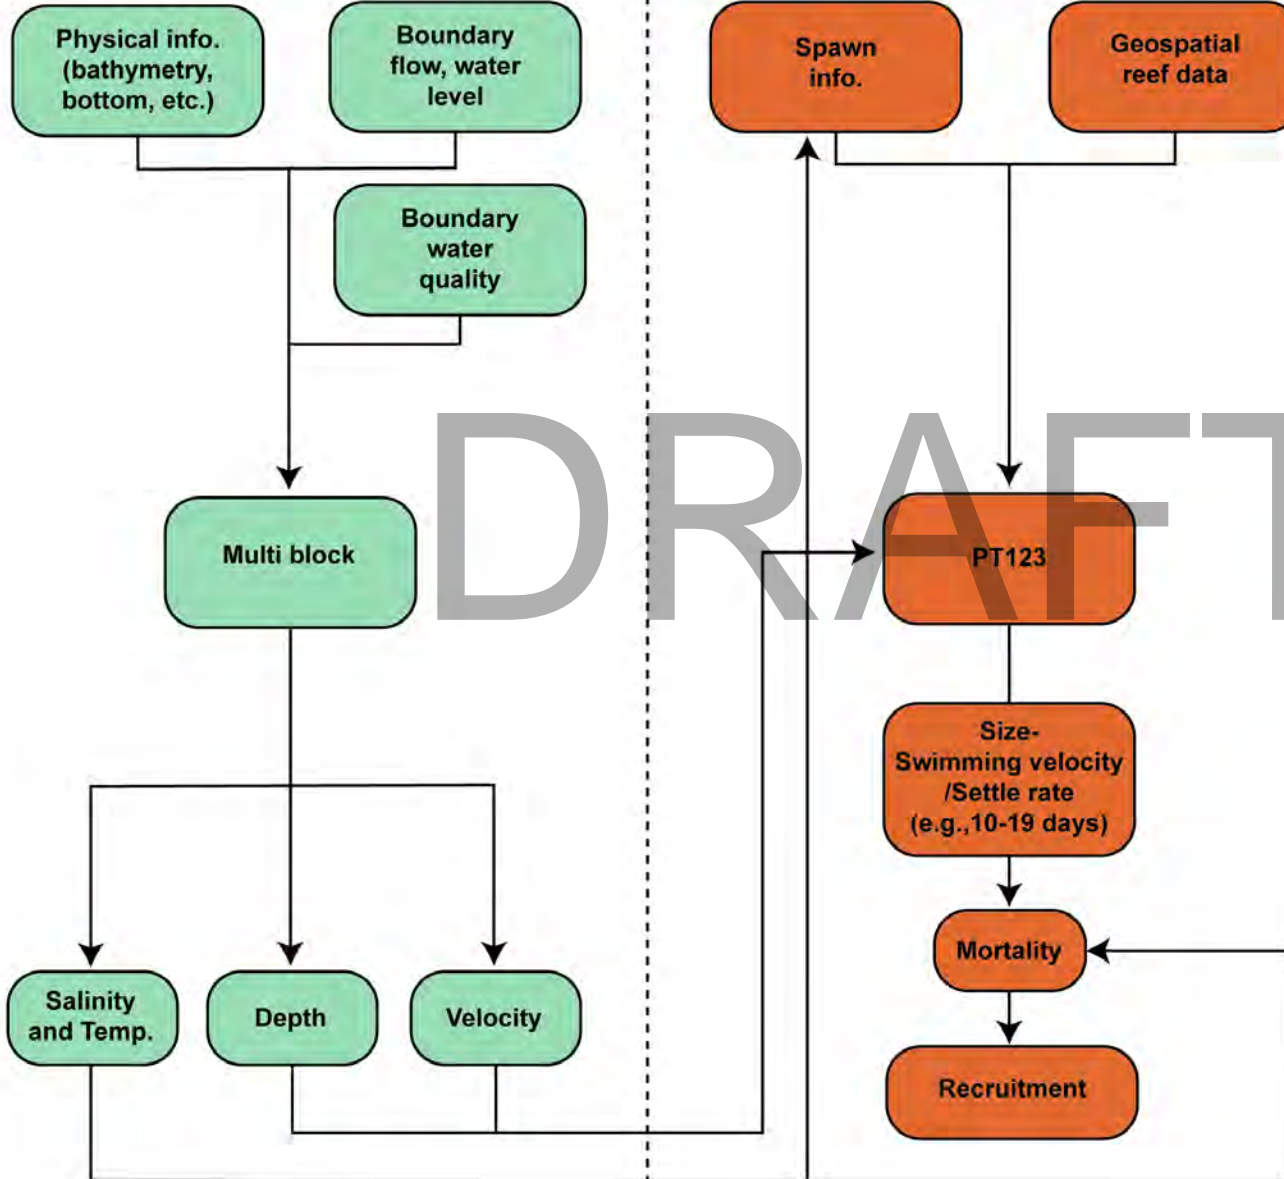 Physical info.
(bathymetry,
bottom, etc.)
Boundary
flow, water
level
Spawn
info.
Geospatial
reef data
Boundary
water
quality
DRAFT
Multi block
PT123
Size-
Swimming velocity
/Settle rate
(e.g.,10-19 days)
Mortality
Salinity
and Temp.
Depth
Velocity
Recruitment